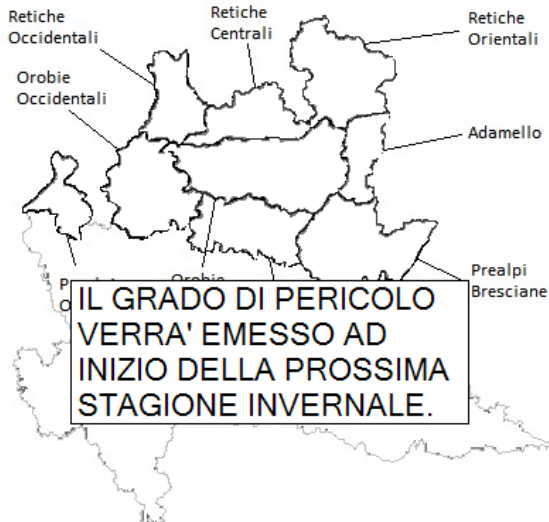 Retiche
Occidentali
Retiche
Centrali
Retiche
Orientali
Orobie
Occidentali
Adamello
Prealpi
Bresciane
IL GRADO DI PERICOLO
VERRA' EMESSO AD
INIZIO DELLA PROSSIMA
STAGIONE INVERNALE.